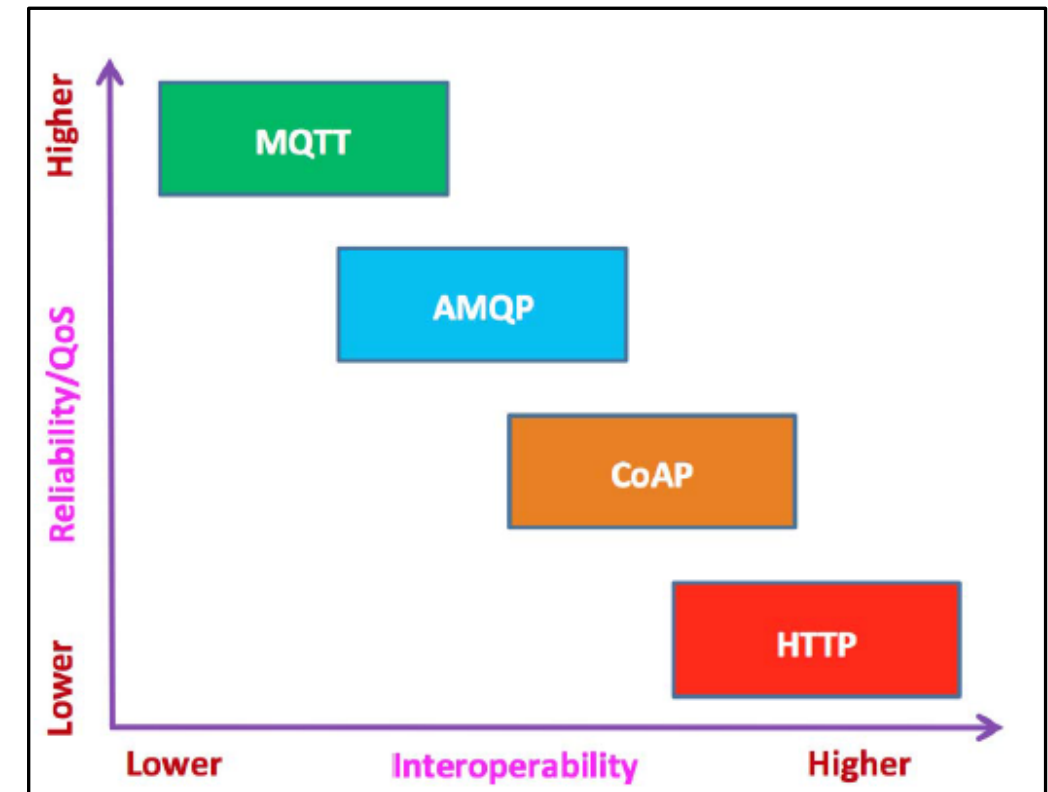 Higher
MQTT
AMQP
Reliability/QoS
CoAP
HTTP
Lower
Lower Interoperability Higher